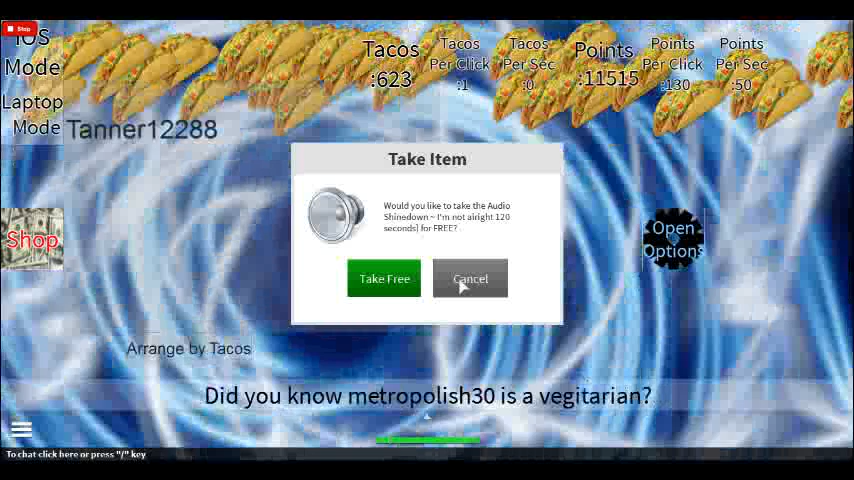 Stop
iOS
Mode
Laptop
Mode
Tanner12288
Tacos
:623
Tacos
Per Click
:1
Tacos
Per Sec
:0
Points
:11515
Points
Per Click
:130
Points
Per Sec
:50
Take Item
Would you like to take the Audio
Shinedown ~ I'm not alright 120
seconds] for FREE?
Take Free
Cancel
Shop
Open
Options
Arrange by Tacos
Did you know metropolish30 is a vegitarian?
To chat click here or press "/" key